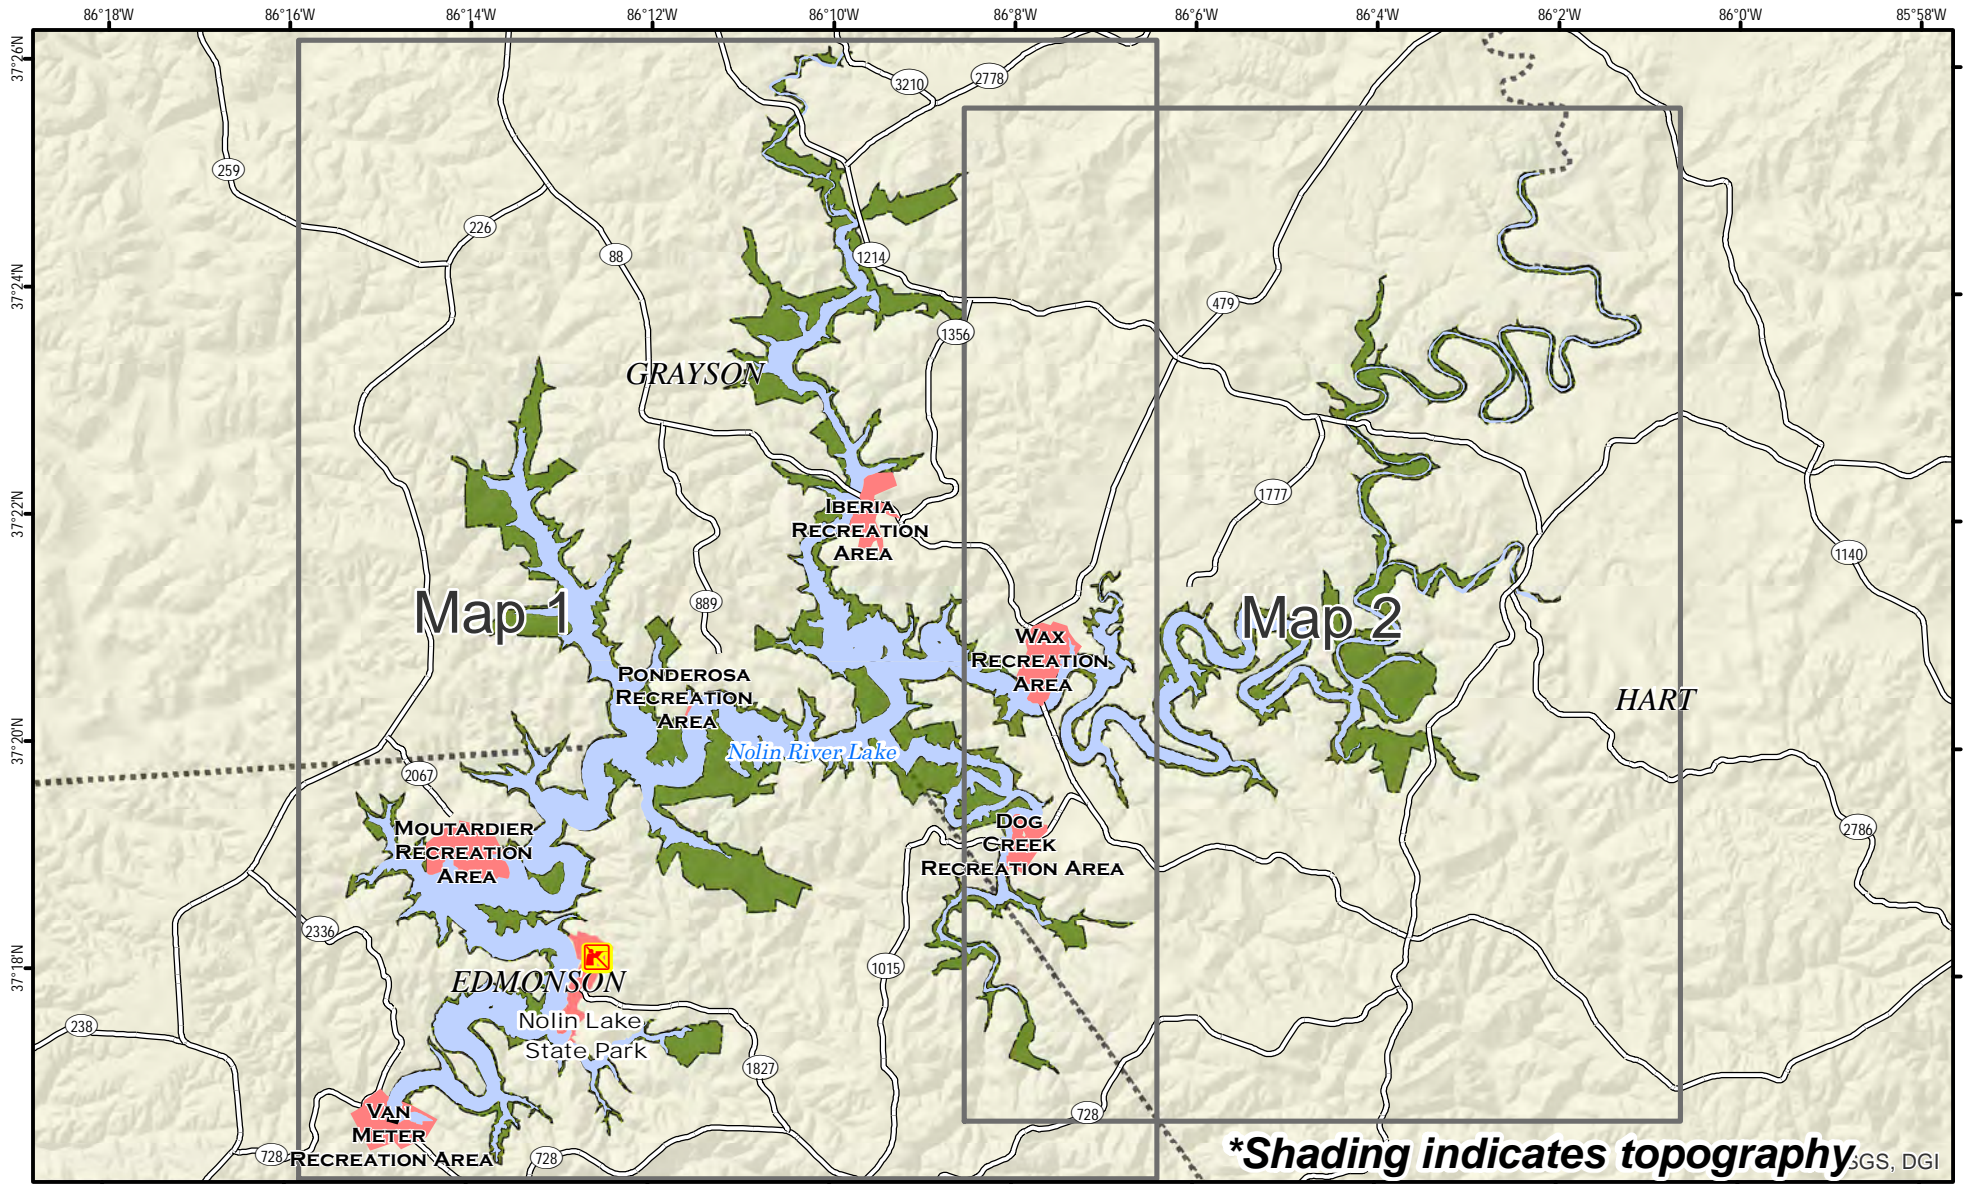 86°18'W
86°16'W
86°14'W
86°12'W
86°10'W
86°8'W
86°6'W
86°4'W
86°2'W
86°0'W
85°58'W
37°26'N
37°24'N
37°22'N
37°20'N
37°18'N
3210
2778
259
226
88
1214
479
1356
GRAYSON
1777
1140
IBERIA
RECREATION
AREA
889
Map 1
Map 2
WAX
RECREATION
AREA
PONDEROSA
RECREATION
AREA
HART
Nolin River Lake
2067
2786
MOUTARDIER
RECREATION
AREA
DOG
CREEK
RECREATION AREA
2336
1015
EDMONSON
Nolin Lake
State Park
238
1827
VAN
METER
RECREATION AREA
728
728
728
*Shading indicates topography
SGS, DGI